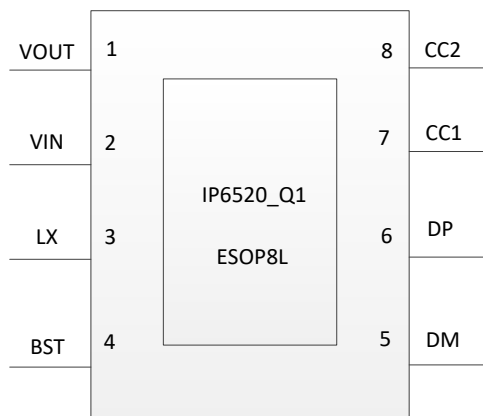 VOUT 1 8 CC2
VIN 2 7 CC1
IP6520_Q1
LX 3 6 DP
ESOP8L
BST 4 5 DM